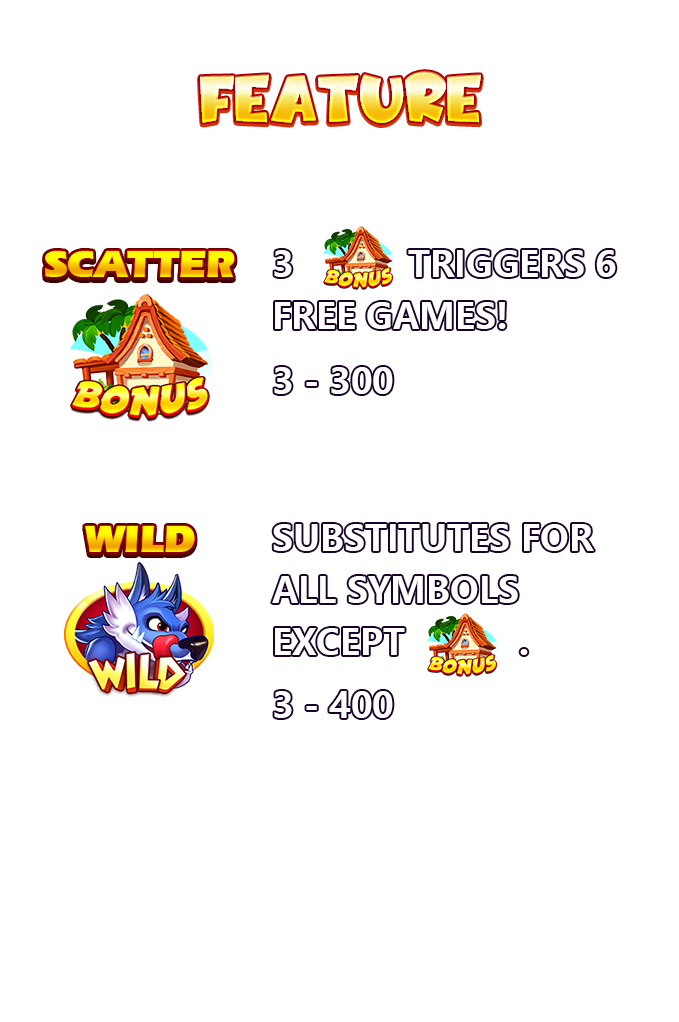 FEATURE
SCATTER
BONUS
3 BONUS TRIGGERS 6
FREE GAMES!
3 - 300
WILD
WILD
SUBSTITUTES FOR
ALL SYMBOLS
EXCEPT BONUS .
3 - 400